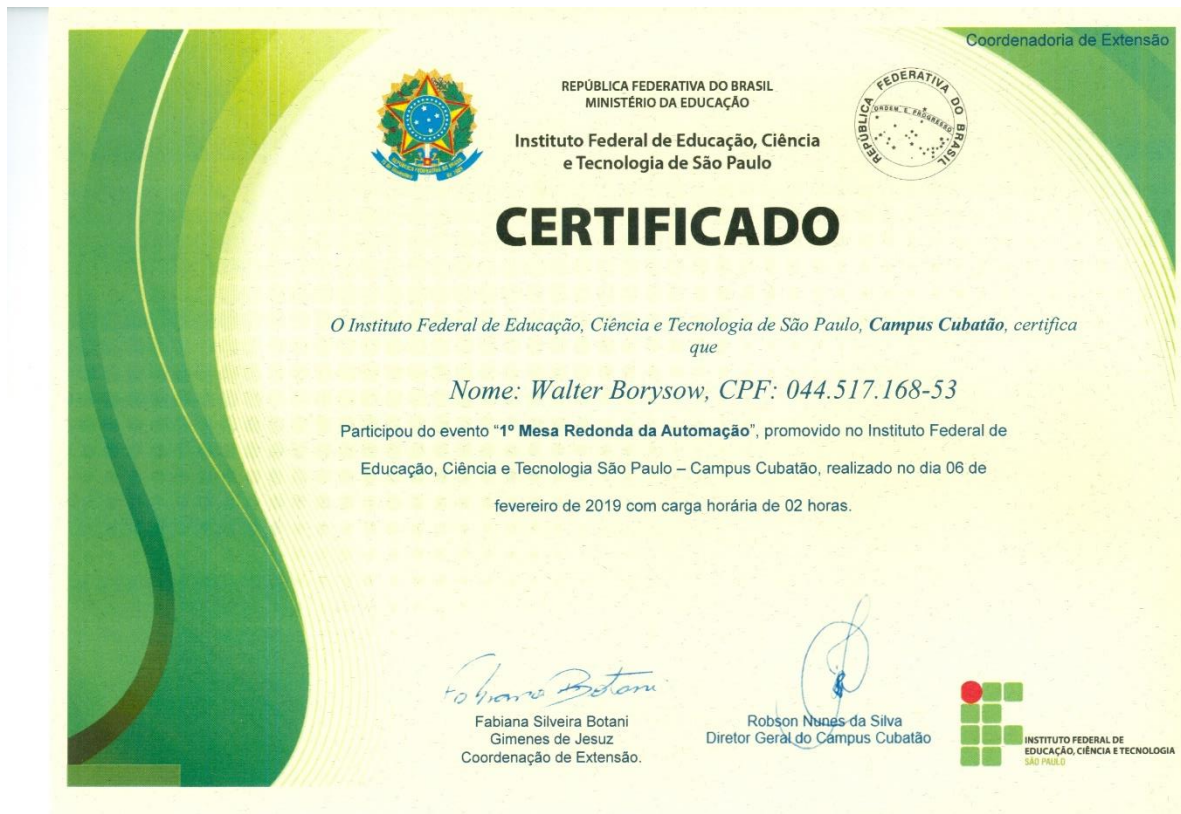 Coordenadoria de Extensão
REPÚBLICA FEDERATIVA DO BRASIL
MINISTÉRIO DA EDUCAÇÃO
Instituto Federal de Educação, Ciência
e Tecnologia de São Paulo
REPÚBLICA FEDERATIVA DO BRASIL
ORDEM E PROGRESSO
CERTIFICADO
O Instituto Federal de Educação, Ciência e Tecnologia de São Paulo, Campus Cubatão, certifica
que
Nome: Walter Borysow, CPF: 044.517.168-53
Participou do evento “1º Mesa Redonda da Automação”, promovido no Instituto Federal de
Educação, Ciência e Tecnologia São Paulo – Campus Cubatão, realizado no dia 06 de
fevereiro de 2019 com carga horária de 02 horas.
Fabiana Silveira Botani
Gimenes de Jesuz
Coordenação de Extensão.
Robson Nunes da Silva
Diretor Geral do Campus Cubatão
INSTITUTO FEDERAL DE
EDUCAÇÃO, CIÊNCIA E TECNOLOGIA
SÃO PAULO